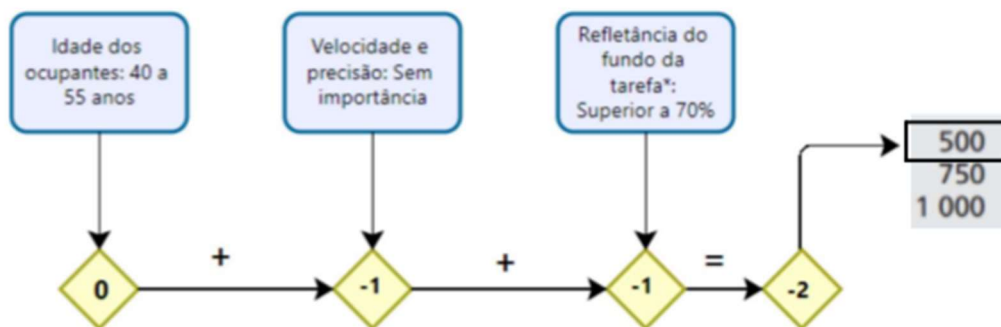 Idade dos
ocupantes: 40 a
55 anos
Velocidade e
precisão: Sem
importância
Refletância do
fundo da
tarefa*:
Superior a 70%
500
750
1 000
+
+
=
0
-1
-1
-2